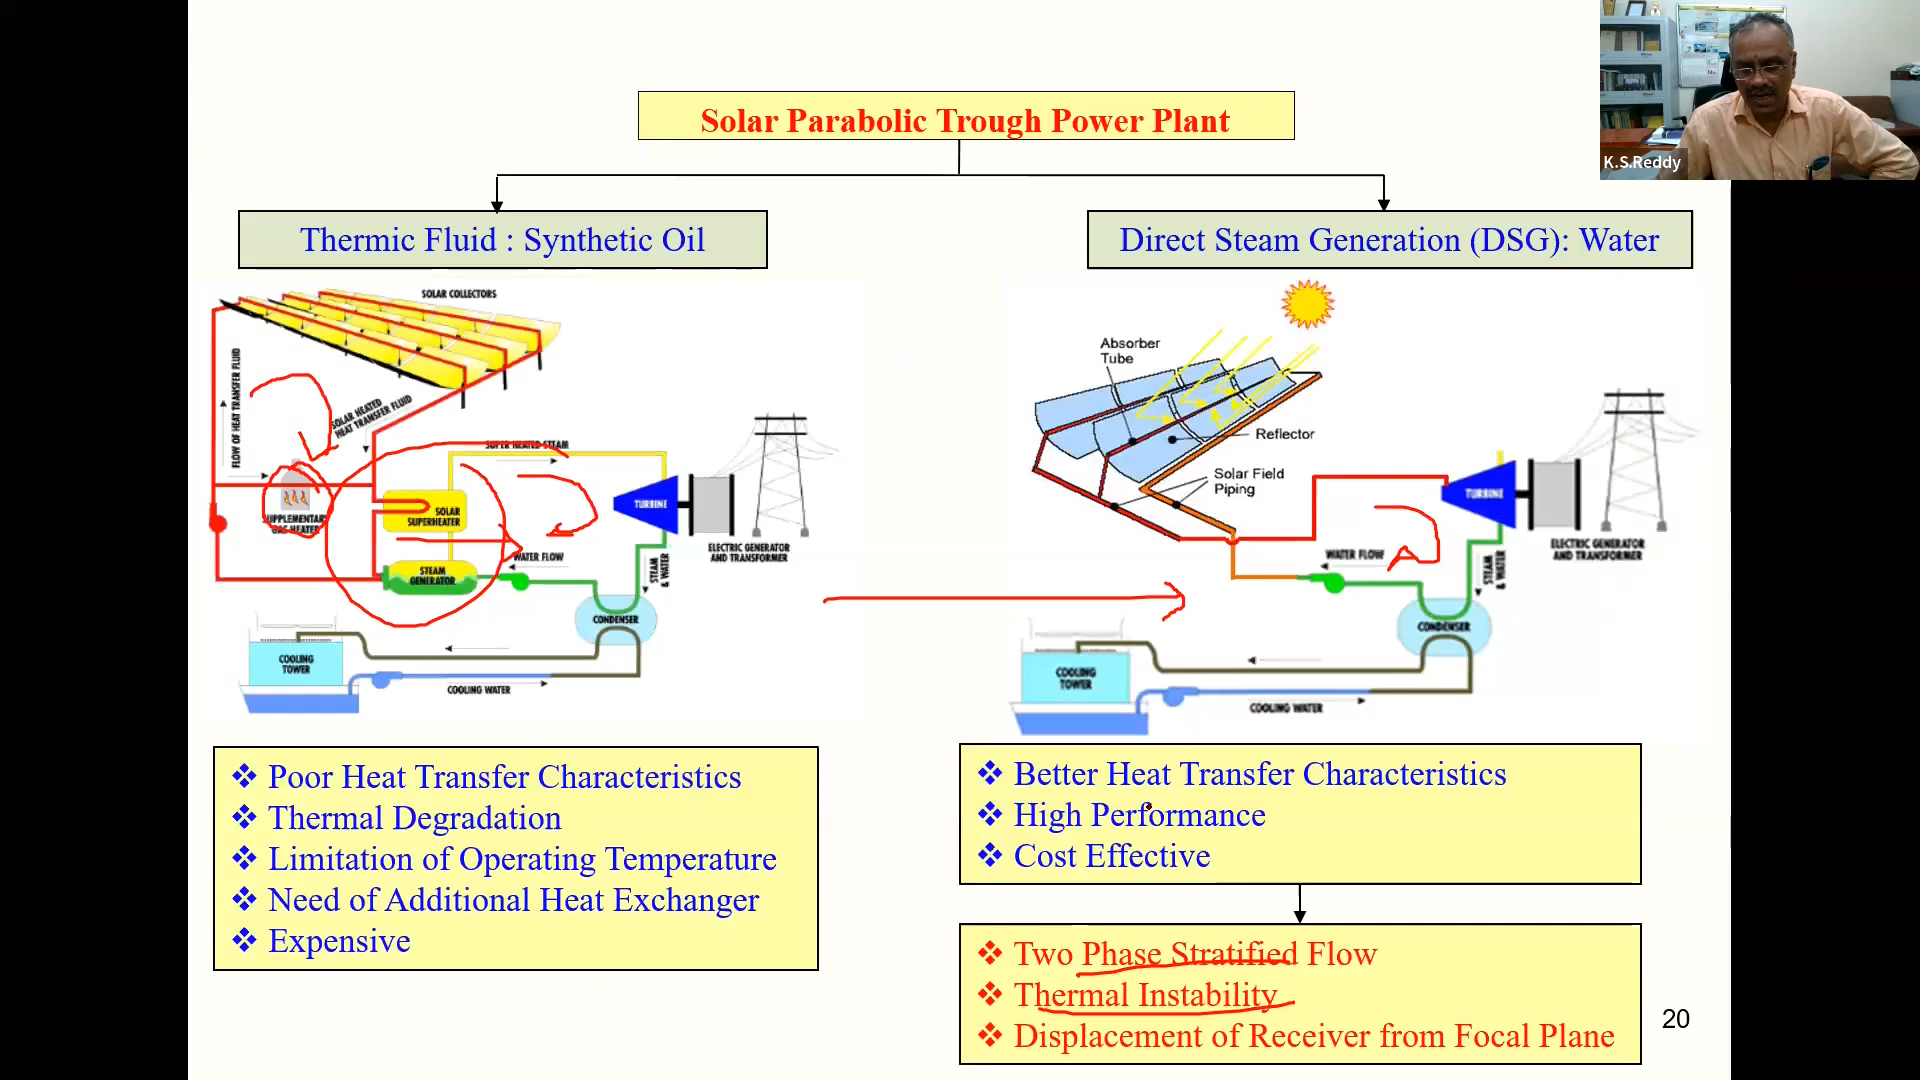 K.S.Reddy
Solar Parabolic Trough Power Plant
Thermic Fluid : Synthetic Oil
Direct Steam Generation (DSG): Water
SOLAR COLLECTORS
FLOW OF HEAT TRANSFER FLUID
SOLAR HEATED
HEAT TRANSFER FLUID
SUPER HEATED STEAM
SUPPLEMENTARY
GAS HEATER
SOLAR
SUPERHEATER
STEAM
GENERATOR
WATER FLOW
TURBINE
STEAM
& WATER
ELECTRIC GENERATOR
AND TRANSFORMER
CONDENSER
COOLING
TOWER
COOLING WATER
Absorber
Tube
Reflector
Solar Field
Piping
TURBINE
WATER FLOW
STEAM
& WATER
ELECTRIC GENERATOR
AND TRANSFORMER
CONDENSER
COOLING
TOWER
COOLING WATER
❖ Poor Heat Transfer Characteristics
❖ Thermal Degradation
❖ Limitation of Operating Temperature
❖ Need of Additional Heat Exchanger
❖ Expensive
❖ Better Heat Transfer Characteristics
❖ High Performance
❖ Cost Effective
❖ Two Phase Stratified Flow
❖ Thermal Instability
❖ Displacement of Receiver from Focal Plane
20